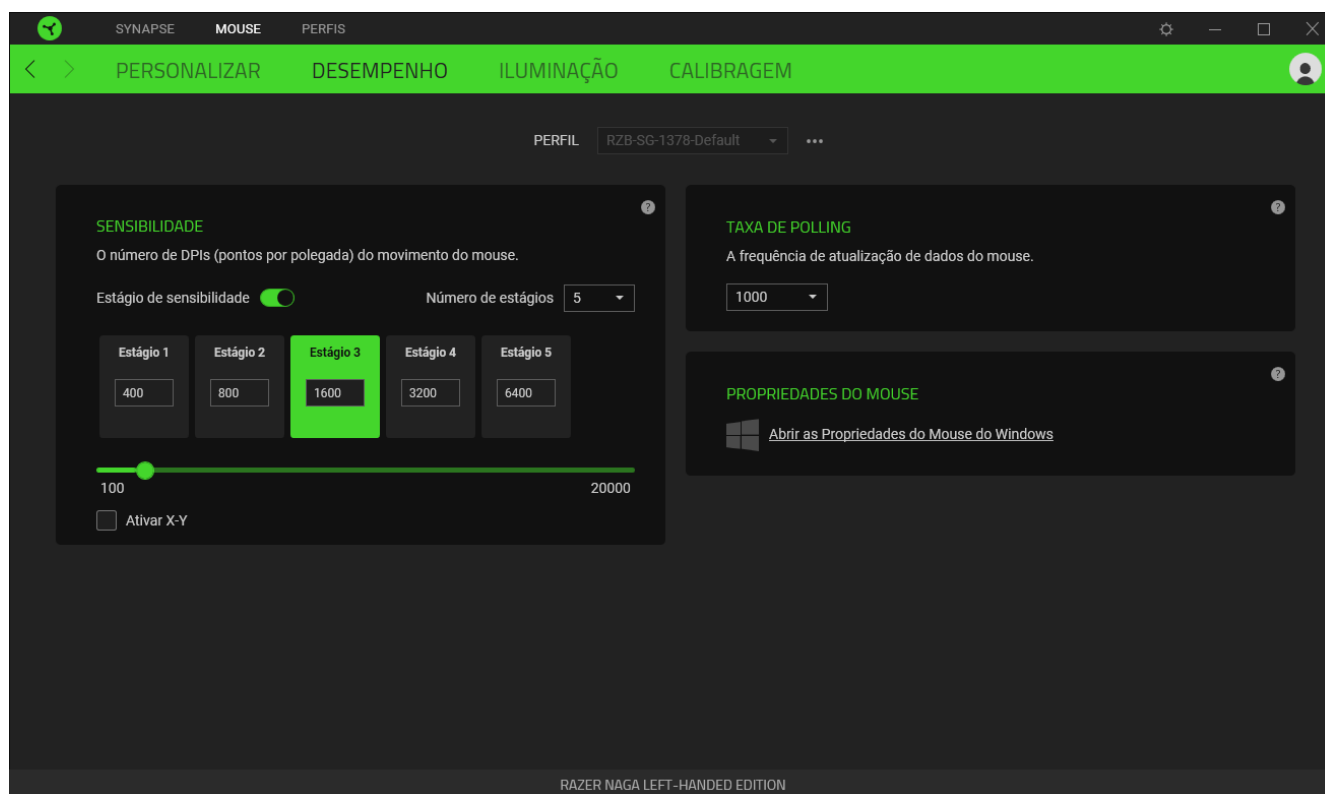 SYNAPSE MOUSE PERFIS
PERSONALIZAR DESEMPENHO ILUMINAÇÃO CALIBRAGEM
PERFIL RZB-SG-1378-Default
SENSIBILIDADE
O número de DPIs (pontos por polegada) do movimento do mouse.
Estágio de sensibilidade Número de estágios 5
Estágio 1 Estágio 2 Estágio 3 Estágio 4 Estágio 5
400 800 1600 3200 6400
100 20000
Ativar X-Y
TAXA DE POLLING
A frequência de atualização de dados do mouse.
1000
PROPRIEDADES DO MOUSE
Abrir as Propriedades do Mouse do Windows
RAZER NAGA LEFT-HANDED EDITION